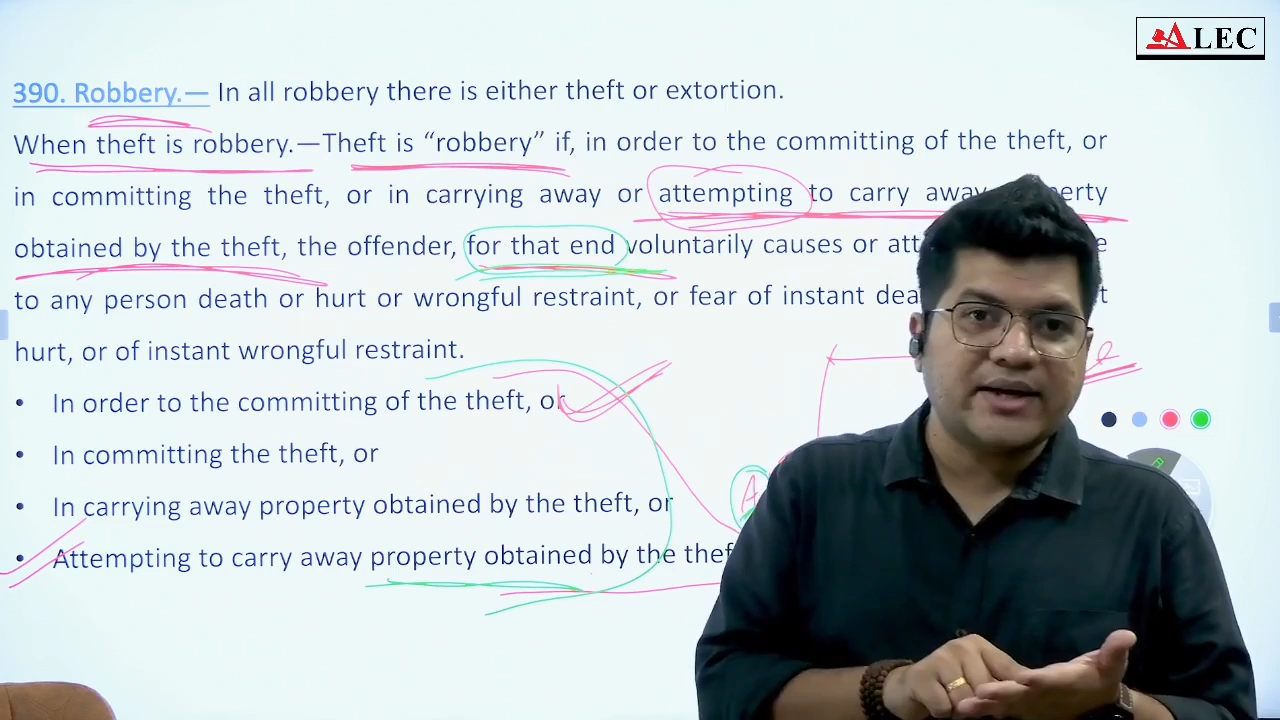 ALEC
390. Robbery.— In all robbery there is either theft or extortion.
When theft is robbery.—Theft is “robbery” if, in order to the committing of the theft, or
in committing the theft, or in carrying away or attempting to carry away
obtained by the theft, the offender, for that end voluntarily causes or
to any person death or hurt or wrongful restraint, or fear of instant
hurt, or of instant wrongful restraint.
• In order to the committing of the theft, or
• In committing the theft, or
• In carrying away property obtained by the theft, or
• Attempting to carry away property obtained by the
A